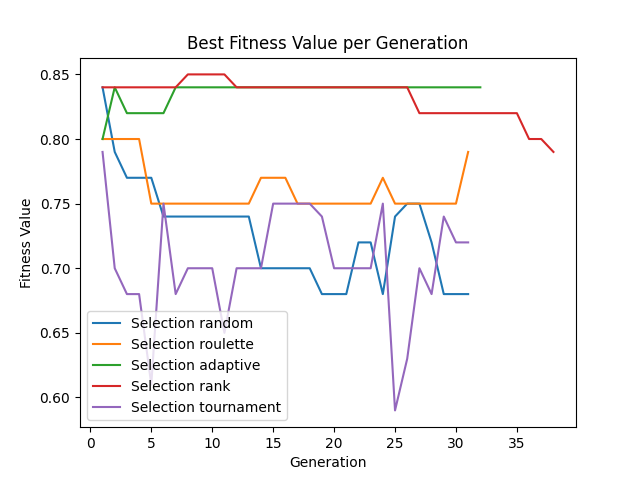 Best Fitness Value per Generation
Fitness Value
0.85
0.80
0.75
0.70
0.65
0.60
Selection random
Selection roulette
Selection adaptive
Selection rank
Selection tournament
0 5 10 15 20 25 30 35
Generation